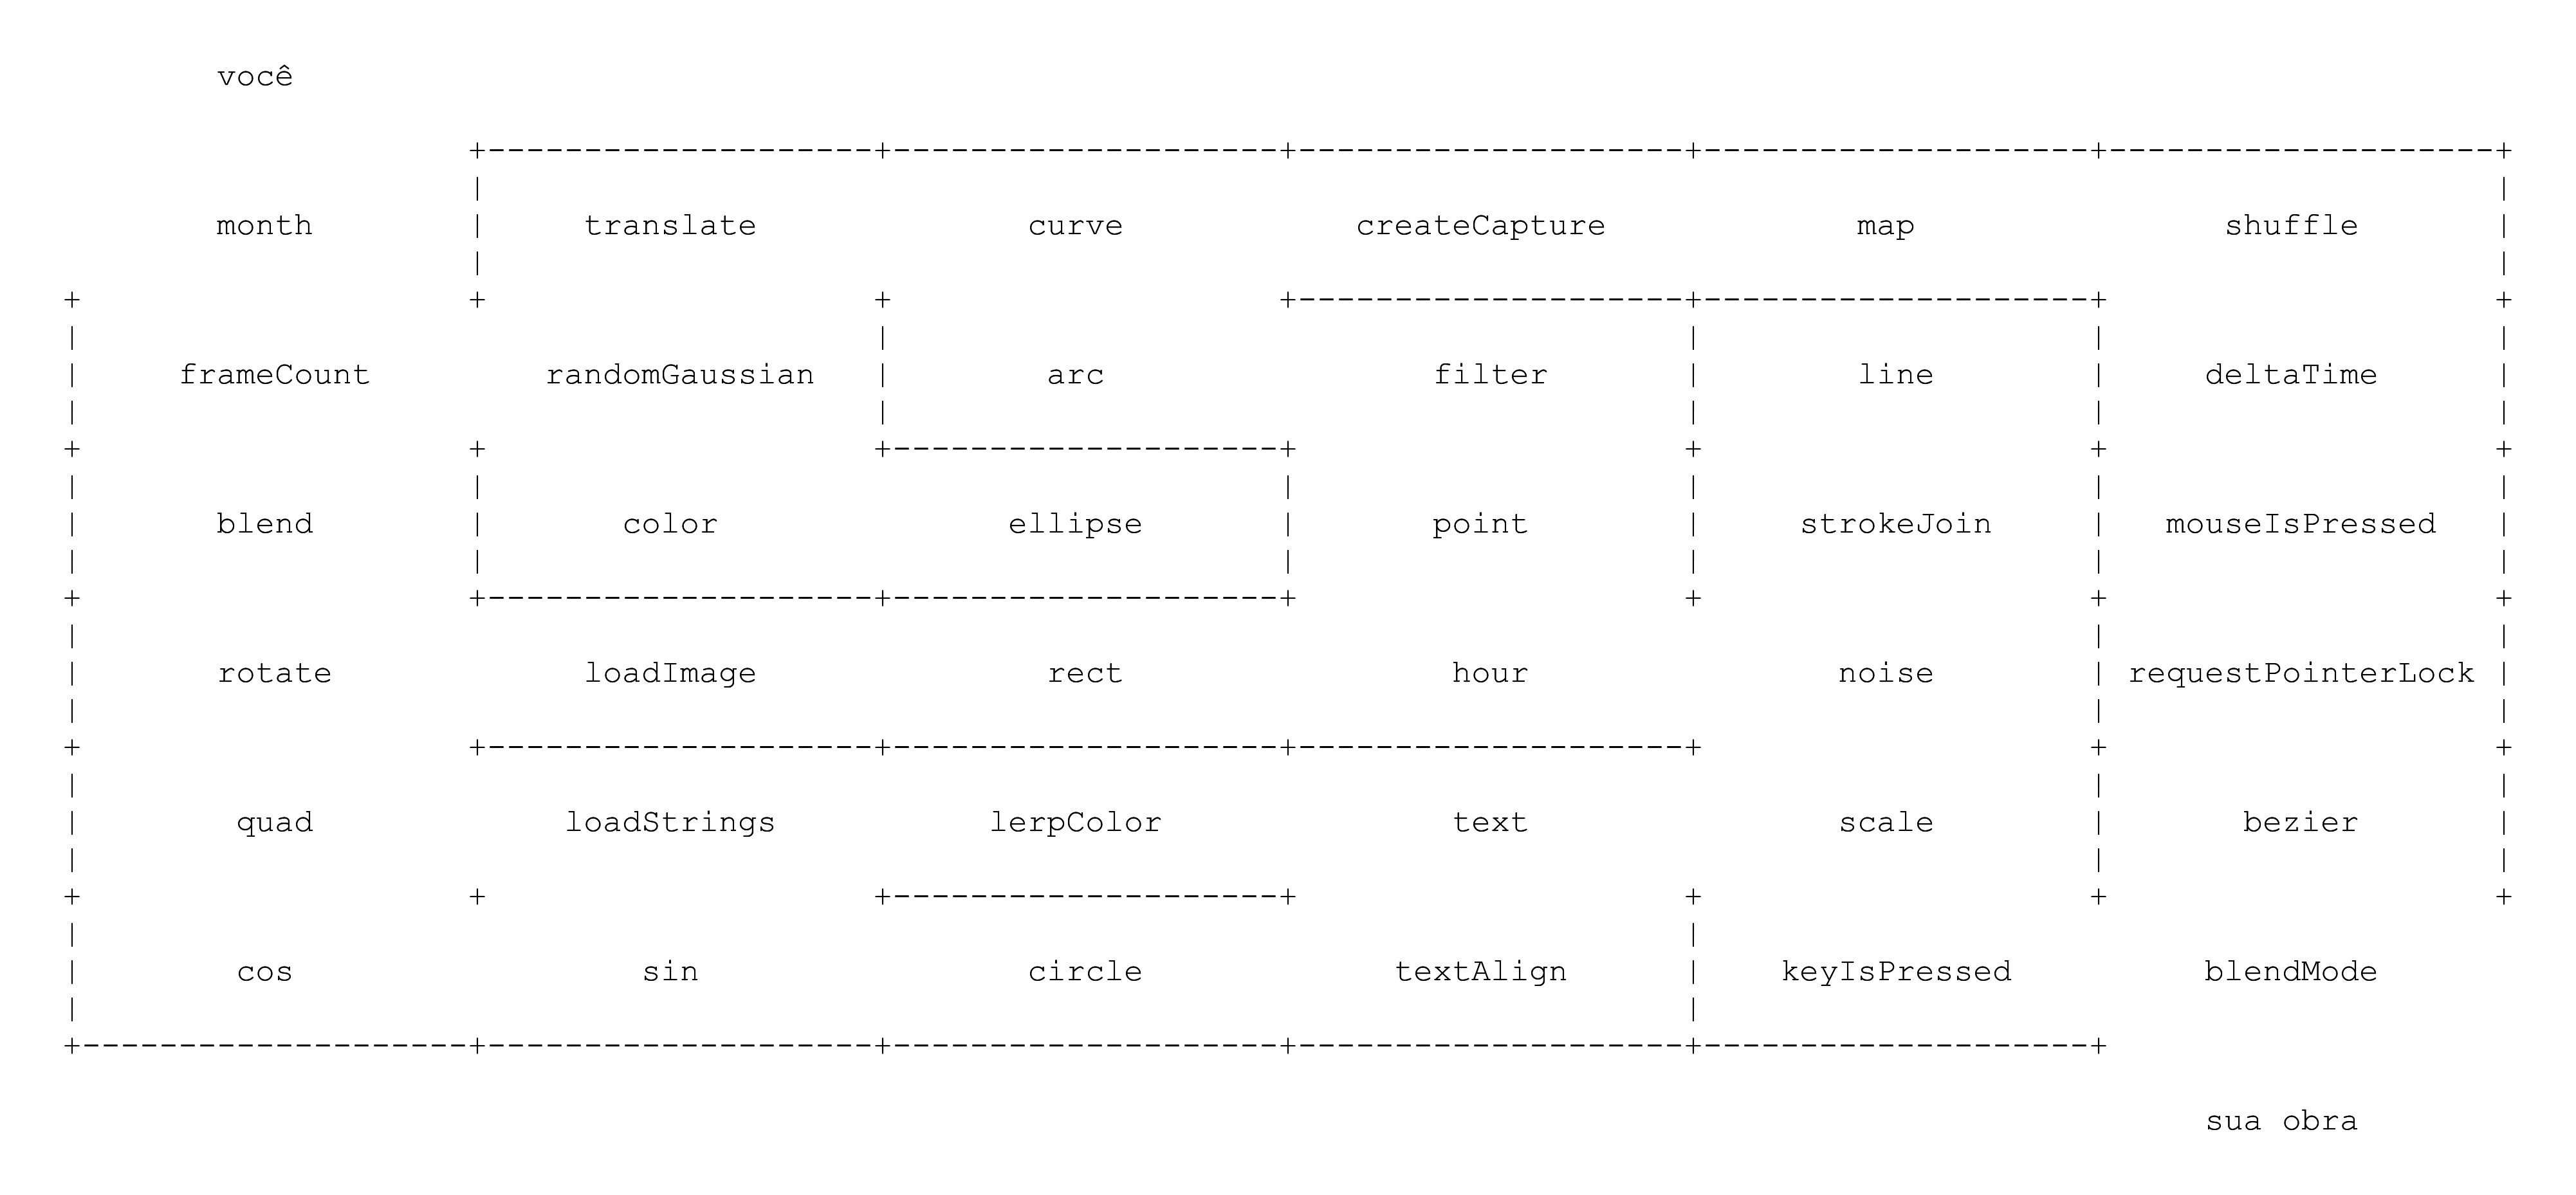 você
month translate curve createCapture map shuffle
frameCount randomGaussian arc filter line deltaTime
blend color ellipse point strokeJoin mouseIsPressed
rotate loadImage rect hour noise requestPointerLock
quad loadStrings lerpColor text scale bezier
cos sin circle textAlign keyIsPressed blendMode
sua obra